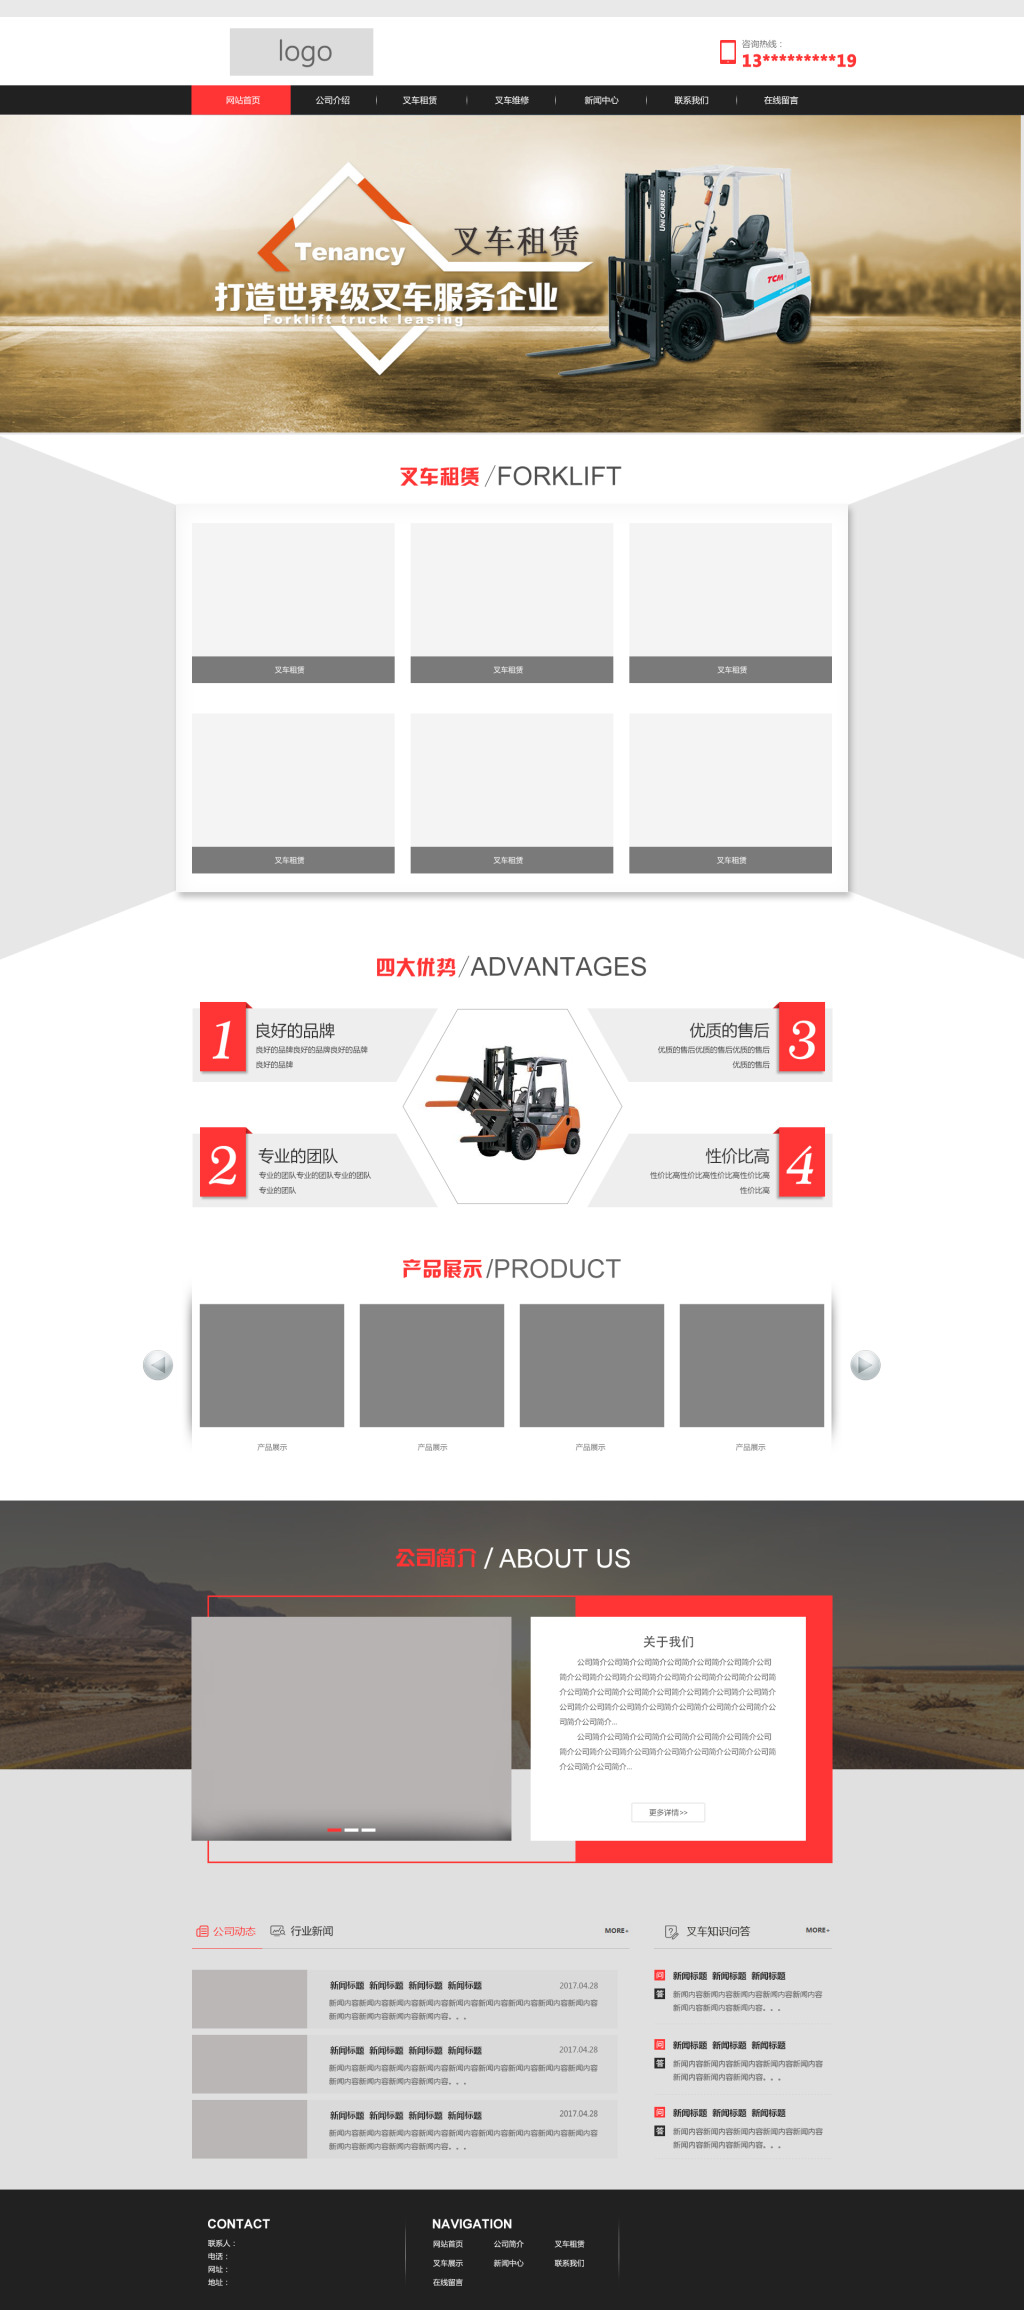 logo
咨询热线：
13*********19
网站首页 公司介绍 叉车租赁 叉车维修 新闻中心 联系我们 在线留言
UNICARRIERS
TCM
Tenancy 叉车租赁
打造世界级叉车服务企业
Forklift truck leasing
叉车租赁 /FORKLIFT
叉车租赁 叉车租赁 叉车租赁
叉车租赁 叉车租赁 叉车租赁
四大优势/ADVANTAGES
1 良好的品牌
良好的品牌良好的品牌良好的品牌
良好的品牌
优质的售后 3
优质的售后优质的售后优质的售后
优质的售后
2 专业的团队
专业的团队专业的团队专业的团队
专业的团队
性价比高 4
性价比高性价比高性价比高性价比高
性价比高
产品展示/PRODUCT
产品展示 产品展示 产品展示 产品展示
公司简介 / ABOUT US
关于我们
公司简介公司简介公司简介公司简介公司简介公司简介公司
简介公司简介公司简介公司简介公司简介公司简介公司简介公司简
介公司简介公司简介公司简介公司简介公司简介公司简介公司简介
公司简介公司简介公司简介公司简介公司简介公司简介公司简介公
司简介公司简介...
公司简介公司简介公司简介公司简介公司简介公司简介公司
简介公司简介公司简介公司简介公司简介公司简介公司简介公司简
介公司简介公司简介...
更多详情>>
公司动态 行业新闻 MORE+
新闻标题 新闻标题 新闻标题 新闻标题 2017.04.28
新闻内容新闻内容新闻内容新闻内容新闻内容新闻内容新闻内容新闻内容新闻内容
新闻内容新闻内容新闻内容新闻内容。。。
新闻标题 新闻标题 新闻标题 新闻标题 2017.04.28
新闻内容新闻内容新闻内容新闻内容新闻内容新闻内容新闻内容新闻内容新闻内容
新闻内容新闻内容新闻内容新闻内容。。。
新闻标题 新闻标题 新闻标题 新闻标题 2017.04.28
新闻内容新闻内容新闻内容新闻内容新闻内容新闻内容新闻内容新闻内容新闻内容
新闻内容新闻内容新闻内容新闻内容。。。
叉车知识问答 MORE+
问 新闻标题 新闻标题 新闻标题
答 新闻内容新闻内容新闻内容新闻内容新闻内容
新闻内容新闻内容新闻内容。。。
问 新闻标题 新闻标题 新闻标题
答 新闻内容新闻内容新闻内容新闻内容新闻内容
新闻内容新闻内容新闻内容。。。
问 新闻标题 新闻标题 新闻标题
答 新闻内容新闻内容新闻内容新闻内容新闻内容
新闻内容新闻内容新闻内容。。。
CONTACT
联系人：
电话：
网址：
地址：
NAVIGATION
网站首页 公司简介 叉车租赁
叉车展示 新闻中心 联系我们
在线留言